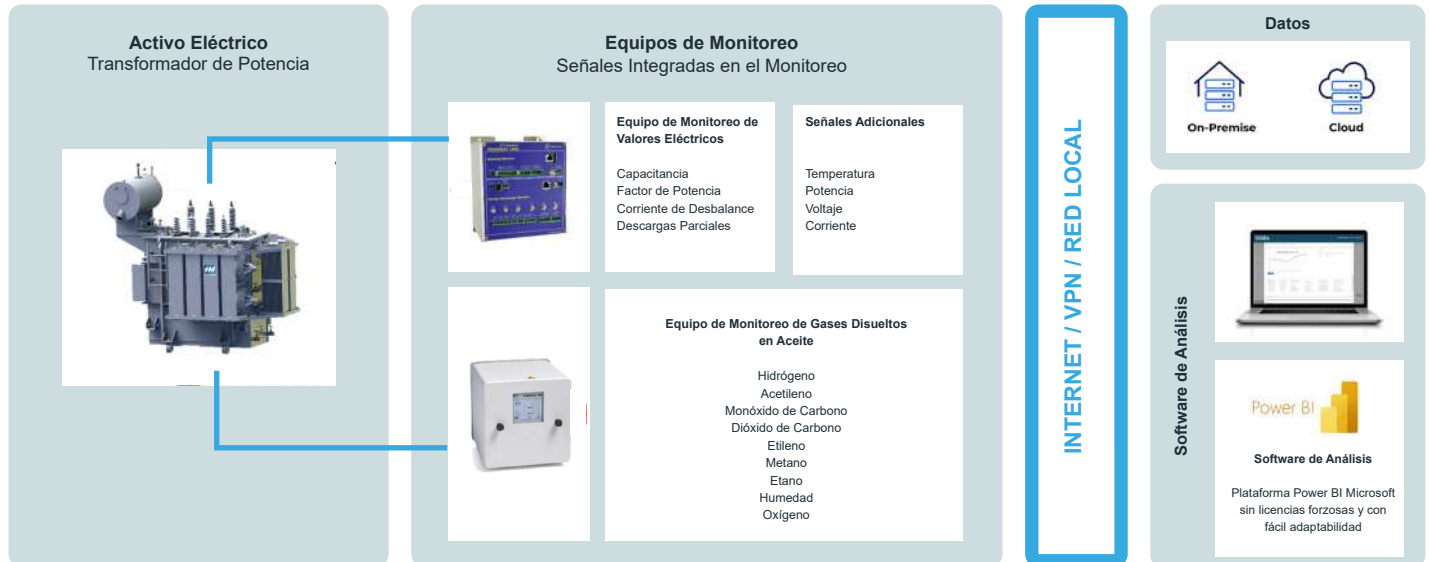 Activo Eléctrico
Transformador de Potencia
Equipos de Monitoreo
Señales Integradas en el Monitoreo
Equipo de Monitoreo de
Valores Eléctricos
Capacitancia
Factor de Potencia
Corriente de Desbalance
Descargas Parciales
Señales Adicionales
Temperatura
Potencia
Voltaje
Corriente
Equipo de Monitoreo de Gases Disueltos
en Aceite
Hidrógeno
Acetileno
Monóxido de Carbono
Dióxido de Carbono
Etileno
Metano
Etano
Humedad
Oxígeno
INTERNET / VPN / RED LOCAL
Datos
On-Premise
Cloud
Software de Análisis
Power BI
Software de Análisis
Plataforma Power BI Microsoft
sin licencias forzosas y con
fácil adaptabilidad